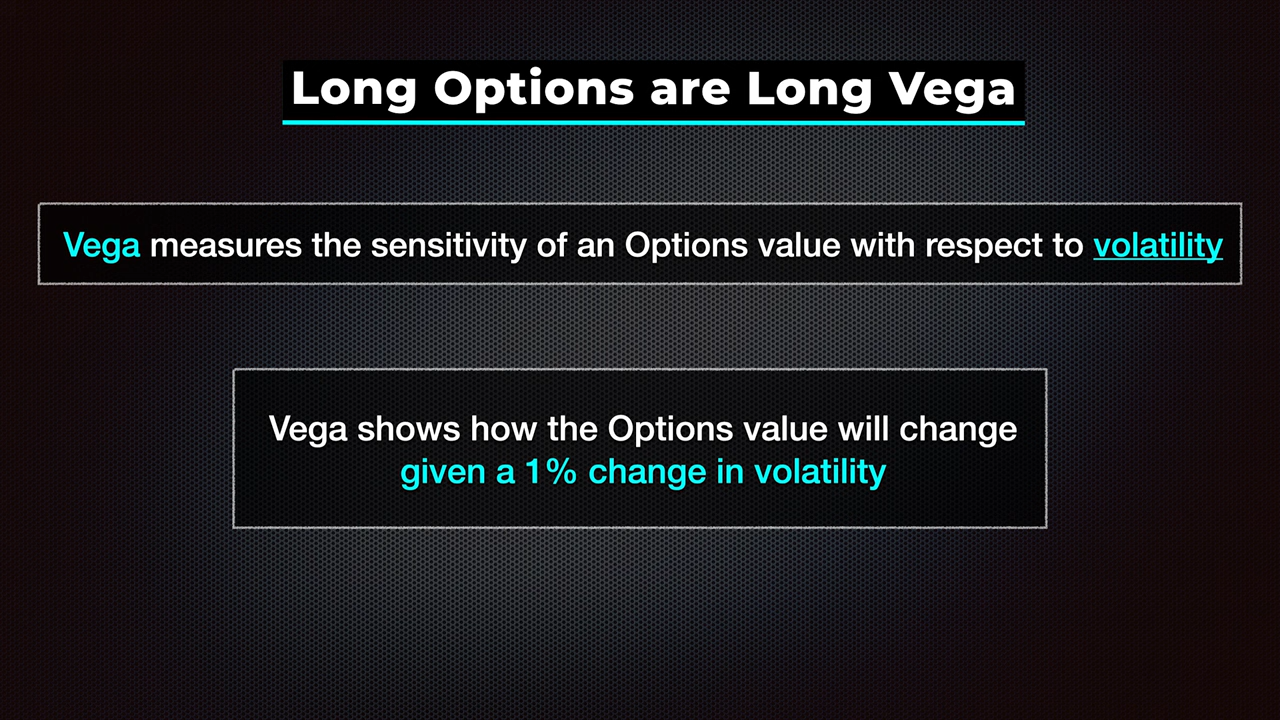 Long Options are Long Vega
Vega measures the sensitivity of an Options value with respect to volatility
Vega shows how the Options value will change
given a 1% change in volatility